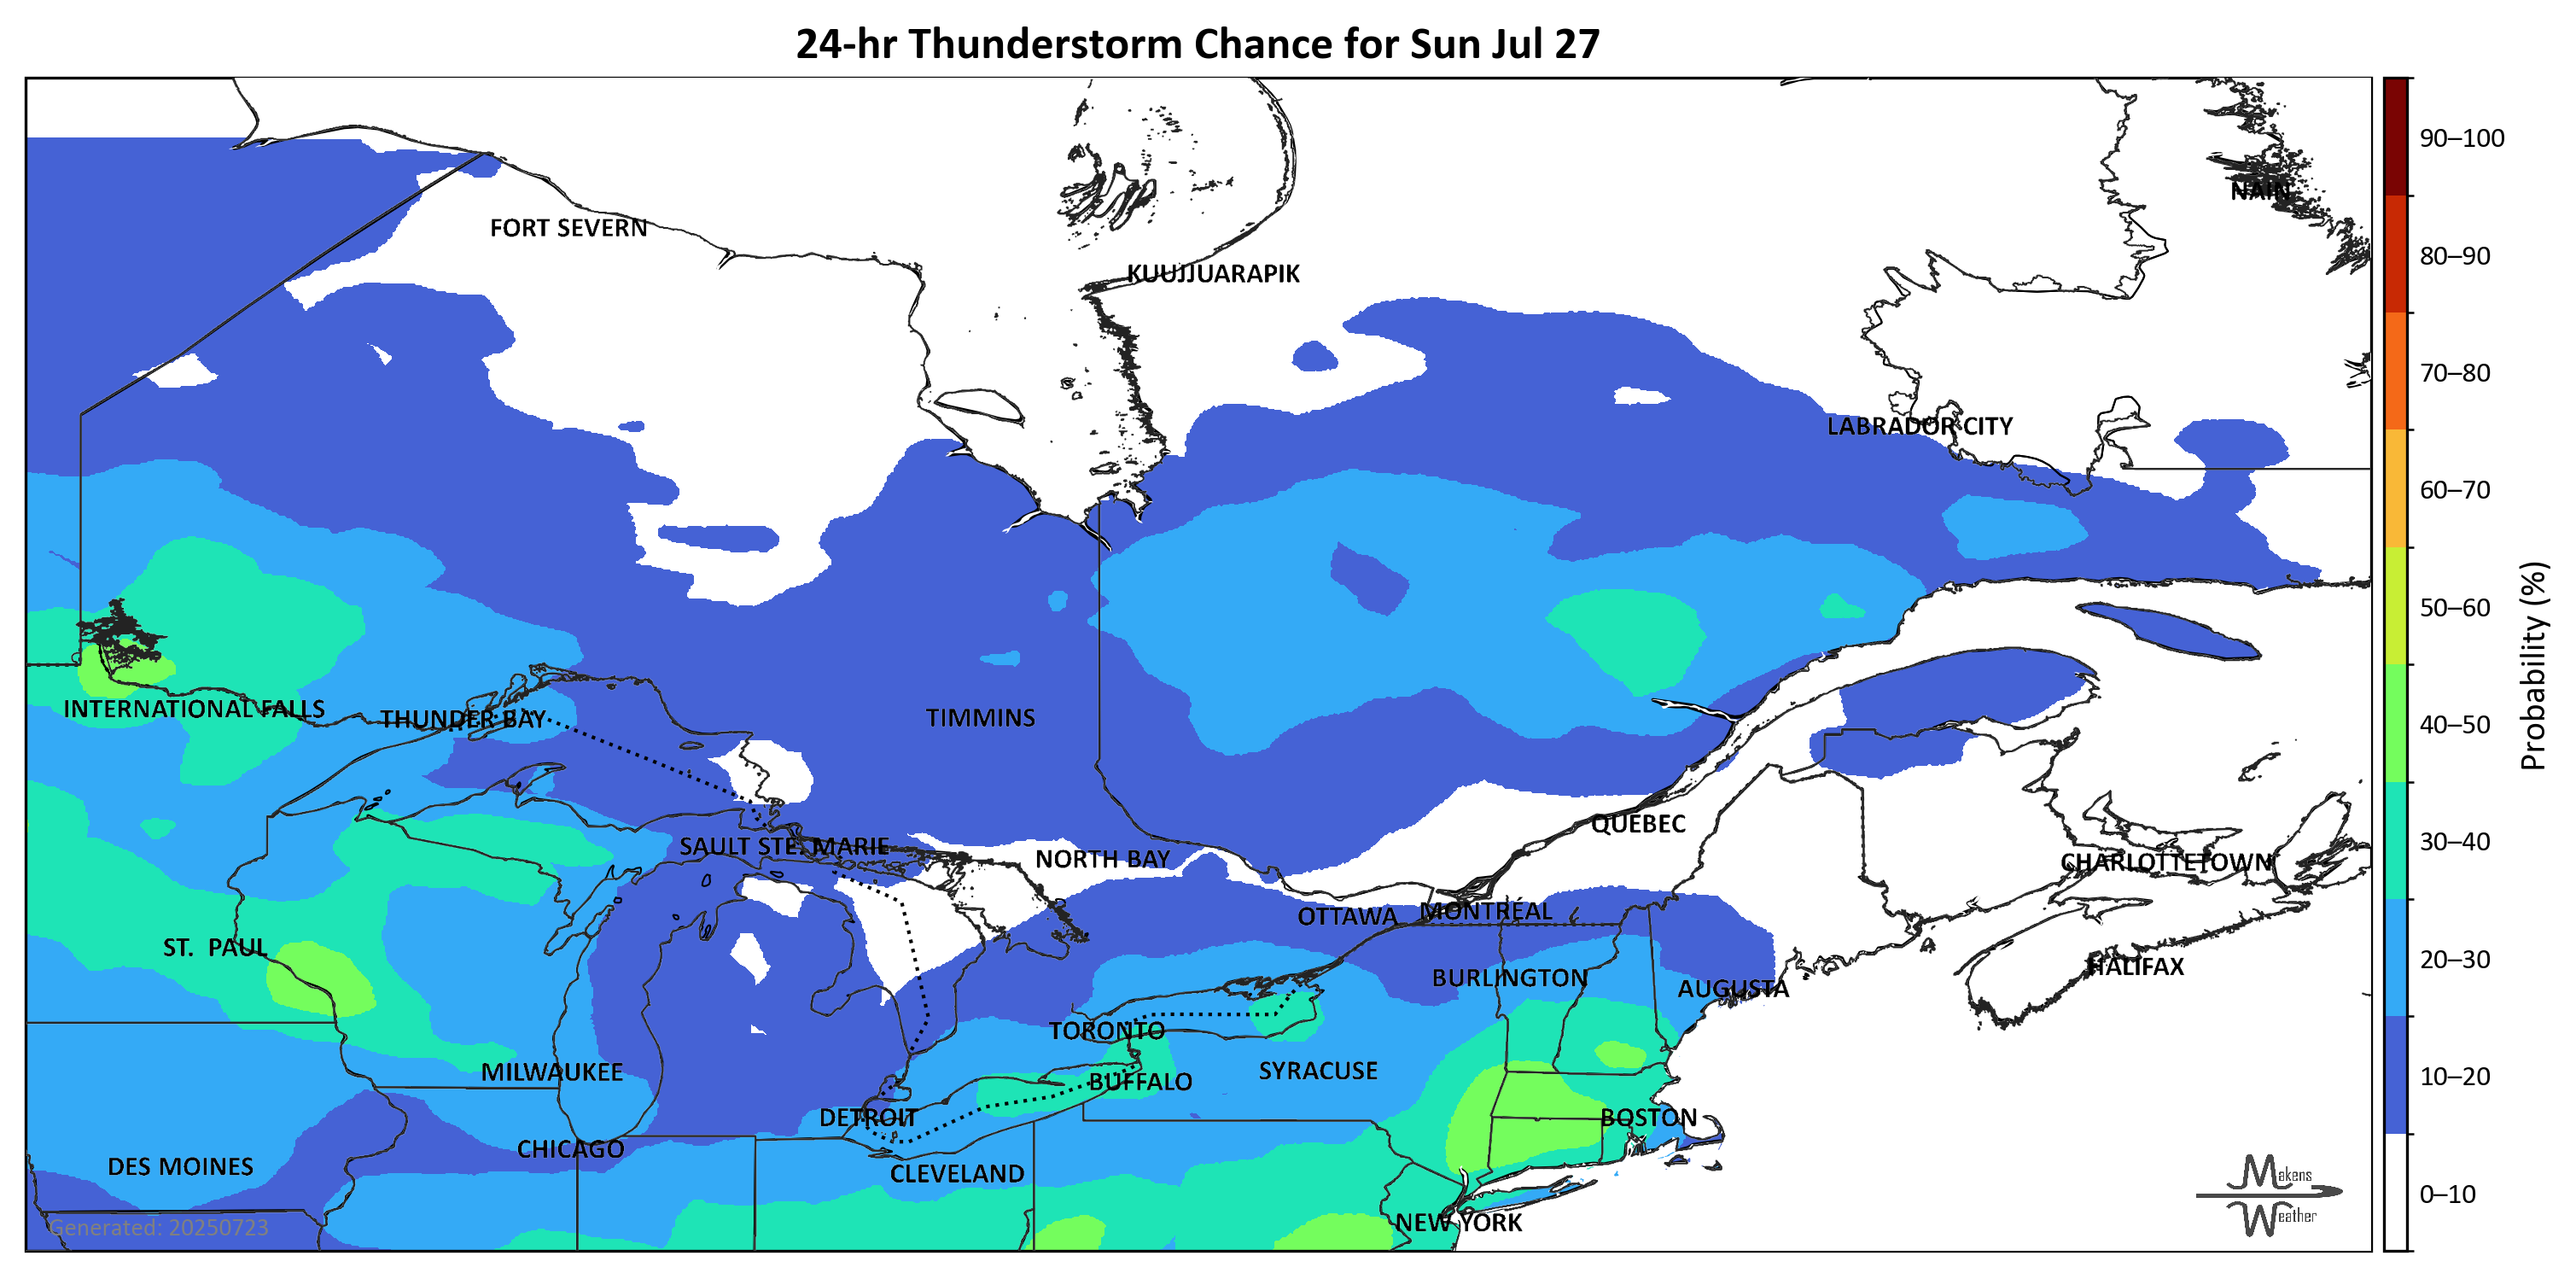 24-hr Thunderstorm Chance for Sun Jul 27
90–100
NAIN
FORT SEVERN
80–90
KUUJJUARAPIK
70–80
LABRADOR CITY
60–70
50–60
Probability (%)
INTERNATIONAL FALLS
THUNDER BAY
TIMMINS
40–50
QUEBEC
SAULT STE. MARIE
NORTH BAY
CHARLOTTETOWN
30–40
OTTAWA
MONTRÉAL
ST. PAUL
BURLINGTON
HALIFAX
20–30
AUGUSTA
TORONTO
MILWAUKEE
BUFFALO
SYRACUSE
10–20
DETROIT
BOSTON
CHICAGO
DES MOINES
CLEVELAND
Makens
Weather
0–10
Generated: 20250723
NEW YORK